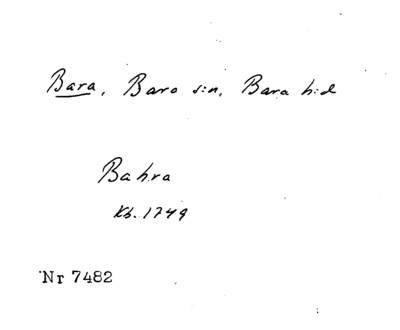 Bara, Baro s:n, Bara h:d
Bahra
Kb. 1749
Nr 7482